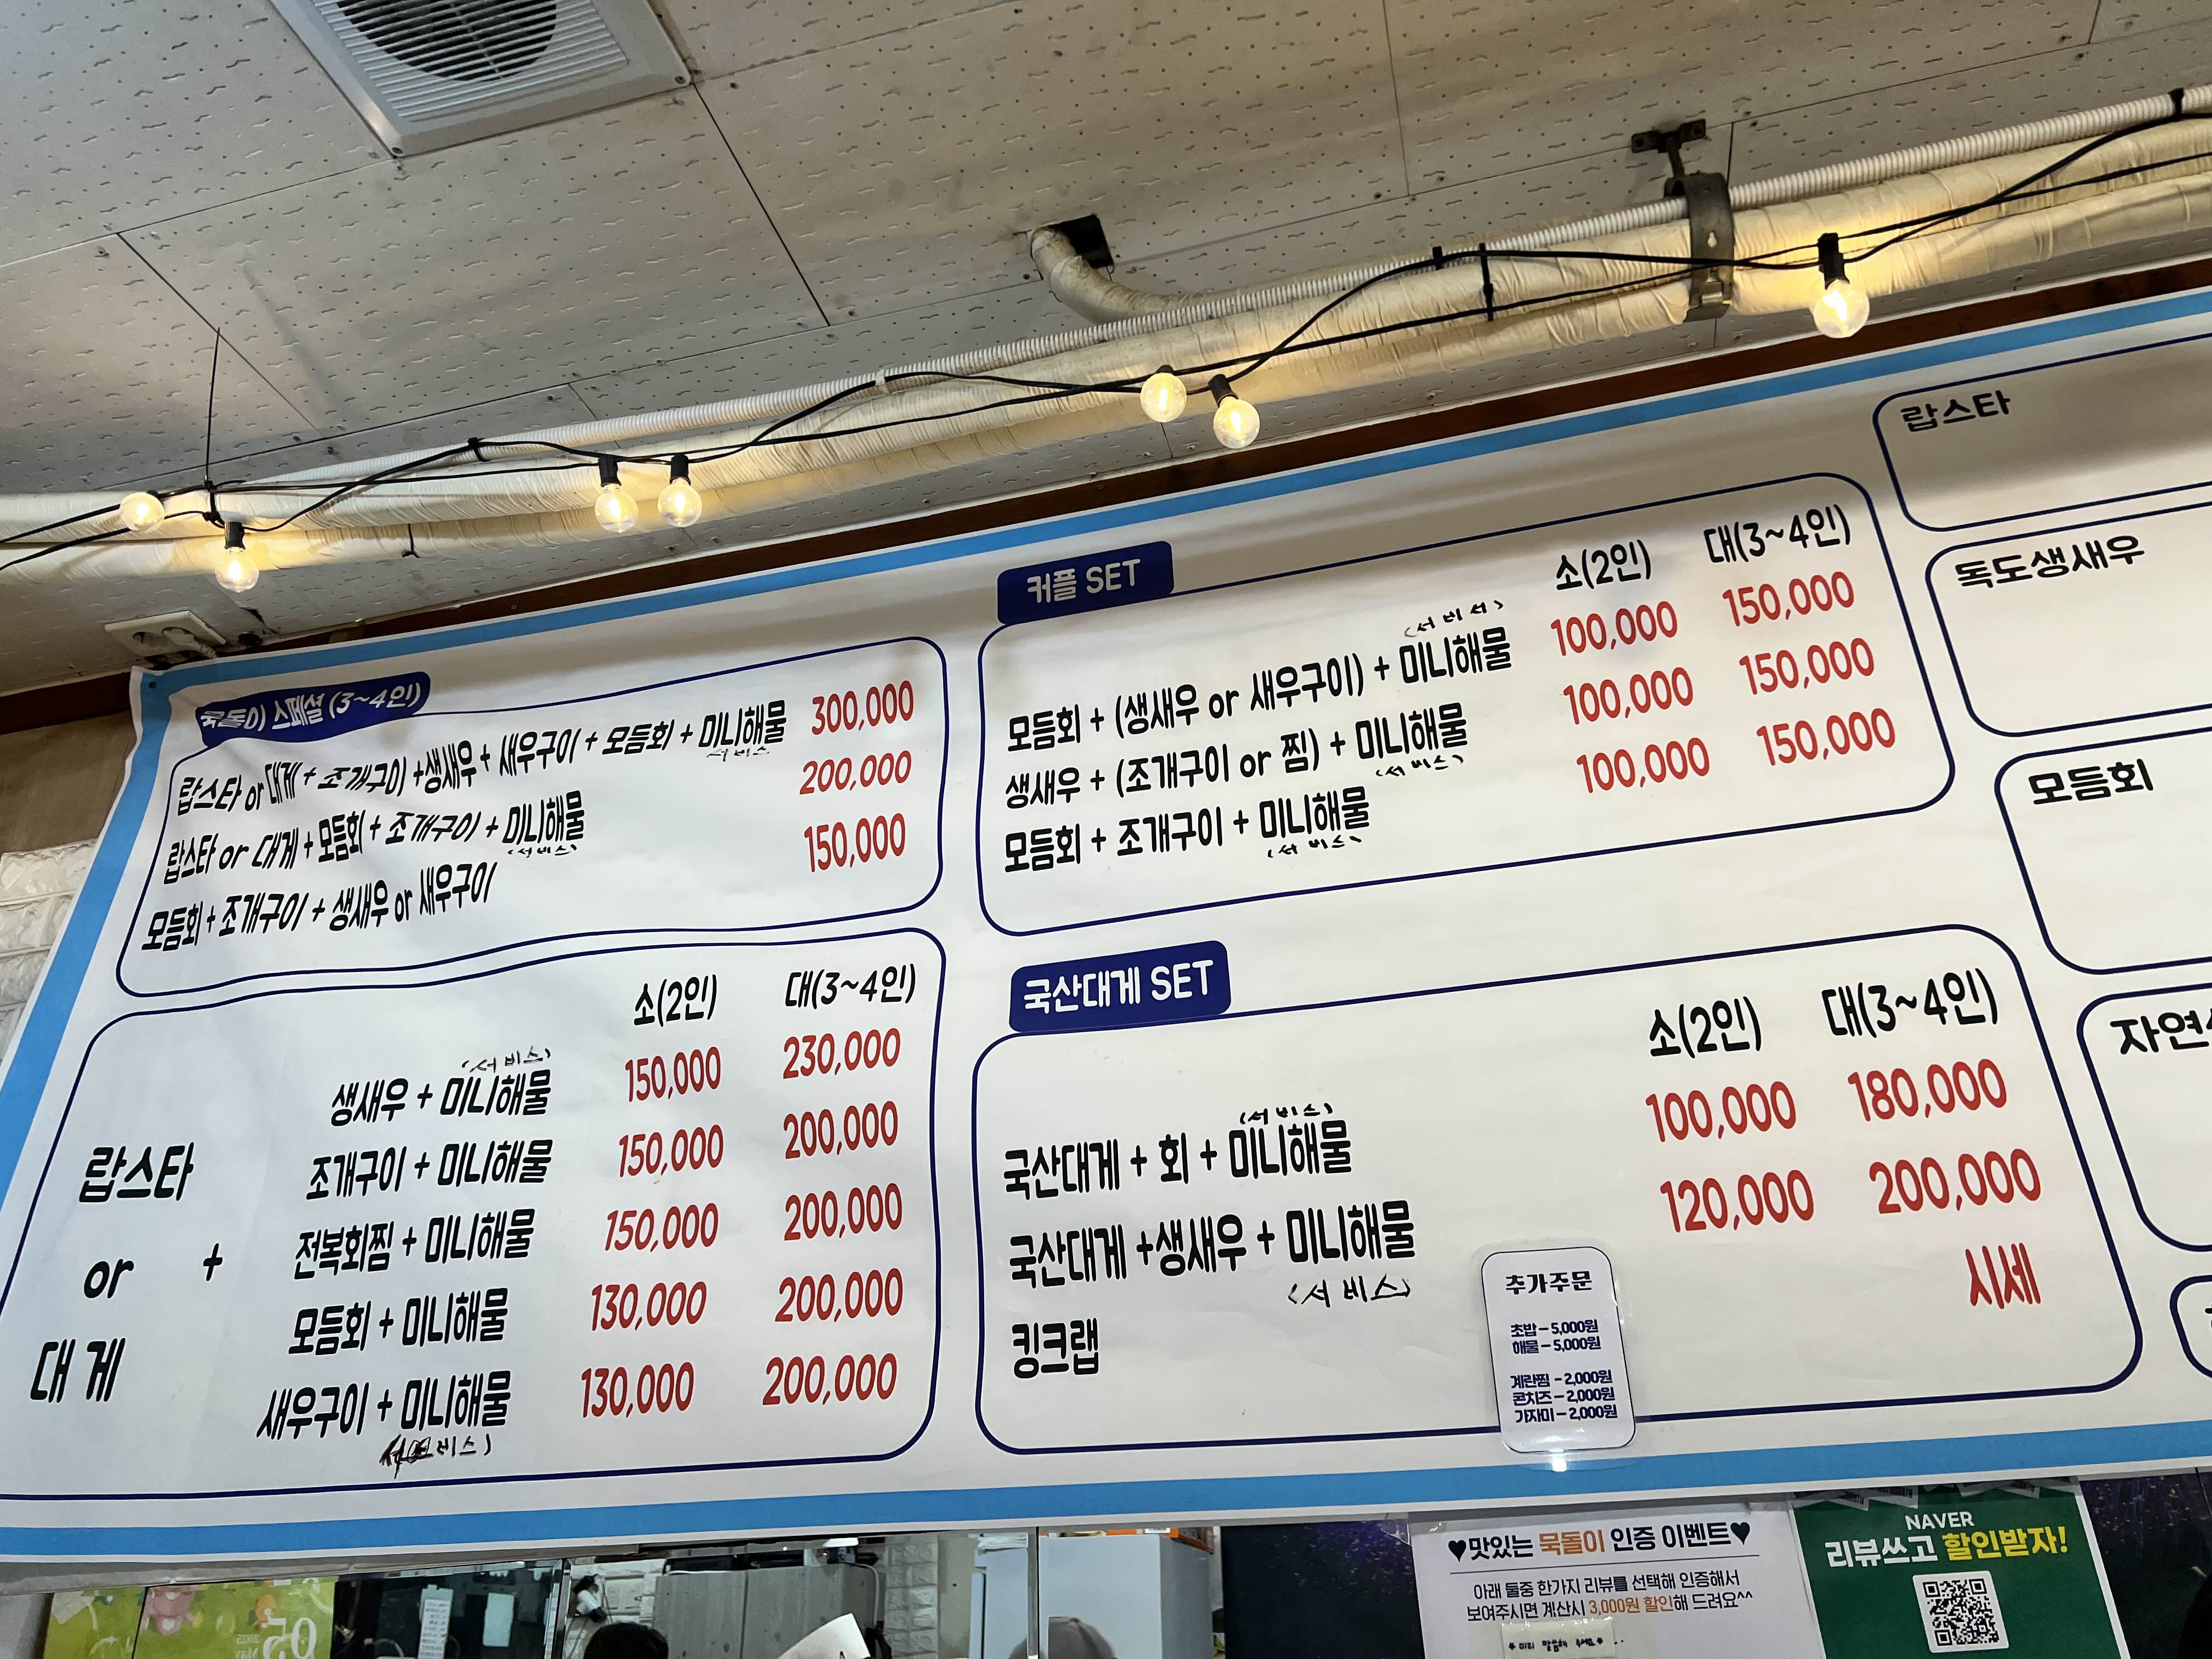 묵돌이 스페셜 (3~4인)
랍스타 or 대게 + 조개구이 +생새우 + 새우구이 + 모듬회 + 미니해물 300,000
서비스
랍스타 or 대게 + 모듬회 + 조개구이 + 미니해물 200,000
(서비스)
모듬회 + 조개구이 + 생새우 or 새우구이 150,000
소(2인) 대(3~4인)
랍스타
or
대게
+
(서비스)
생새우 + 미니해물 150,000 230,000
조개구이 + 미니해물 150,000 200,000
전복회찜 + 미니해물 150,000 200,000
모듬회 + 미니해물 130,000 200,000
새우구이 + 미니해물 130,000 200,000
비스)
커플 SET
소(2인) 대(3~4인)
(서비스)
모듬회 + (생새우 or 새우구이) + 미니해물 100,000 150,000
생새우 + (조개구이 or 찜) + 미니해물 100,000 150,000
(서비스)
모듬회 + 조개구이 + 미니해물 100,000 150,000
(서비스)
국산대게 SET
소(2인) 대(3~4인)
(서비스)
국산대게 + 회 + 미니해물 100,000 180,000
국산대게 +생새우 + 미니해물 120,000 200,000
(서비스)
킹크랩 시세
추가주문
초밥 - 5,000원
해물 - 5,000원
계란찜 - 2,000원
콘치즈 - 2,000원
가자미 - 2,000원
랍스타
독도생새우
모듬회
자연
♥맛있는 묵돌이 인증 이벤트♥
아래 둘중 한가지 리뷰를 선택해 인증해서
보여주시면 계산시 3,000원 할인해 드려요^^
* 미리 말씀해 주세요 *
NAVER
리뷰쓰고 할인받자!
05